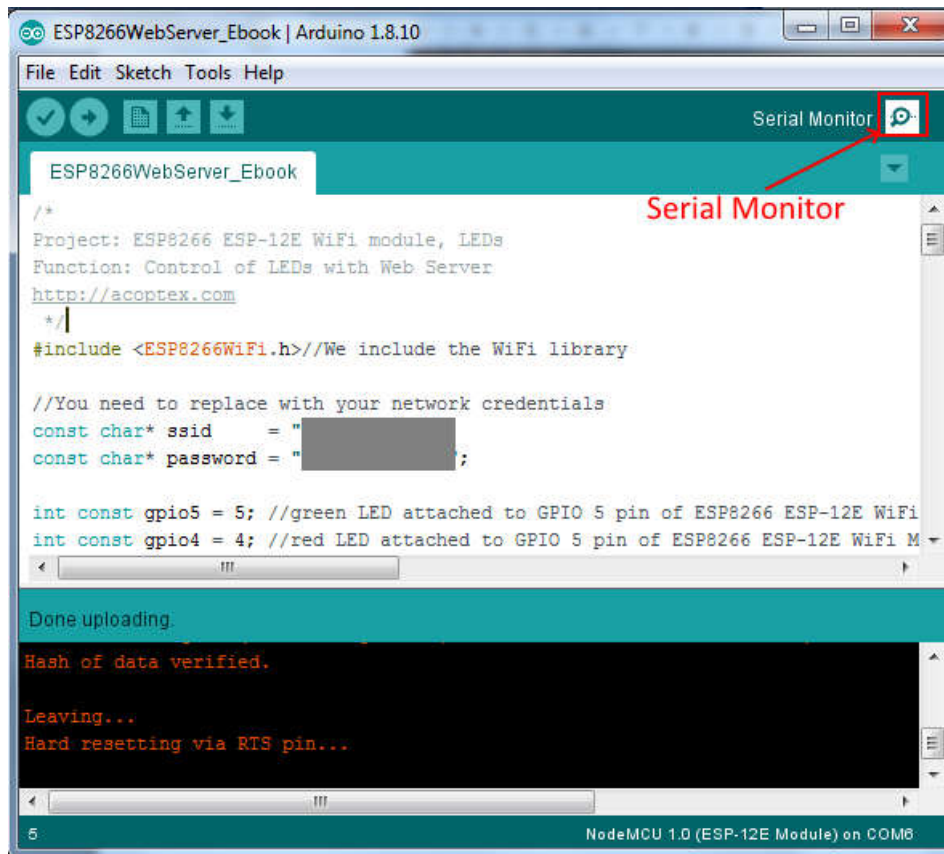 ESP8266WebServer_Ebook | Arduino 1.8.10
File Edit Sketch Tools Help
Serial Monitor
ESP8266WebServer_Ebook
Serial Monitor
/*
Project: ESP8266 ESP-12E WiFi module, LEDs
Function: Control of LEDs with Web Server
http://acoptex.com
*/
#include <ESP8266WiFi.h>//We include the WiFi library
//You need to replace with your network credentials
const char* ssid     = "
const char* password = "          ";
int const gpio5 = 5; //green LED attached to GPIO 5 pin of ESP8266 ESP-12E WiFi
int const gpio4 = 4; //red LED attached to GPIO 5 pin of ESP8266 ESP-12E WiFi M
Done uploading.
Hash of data verified.
Leaving...
Hard resetting via RTS pin...
5
NodeMCU 1.0 (ESP-12E Module) on COM6